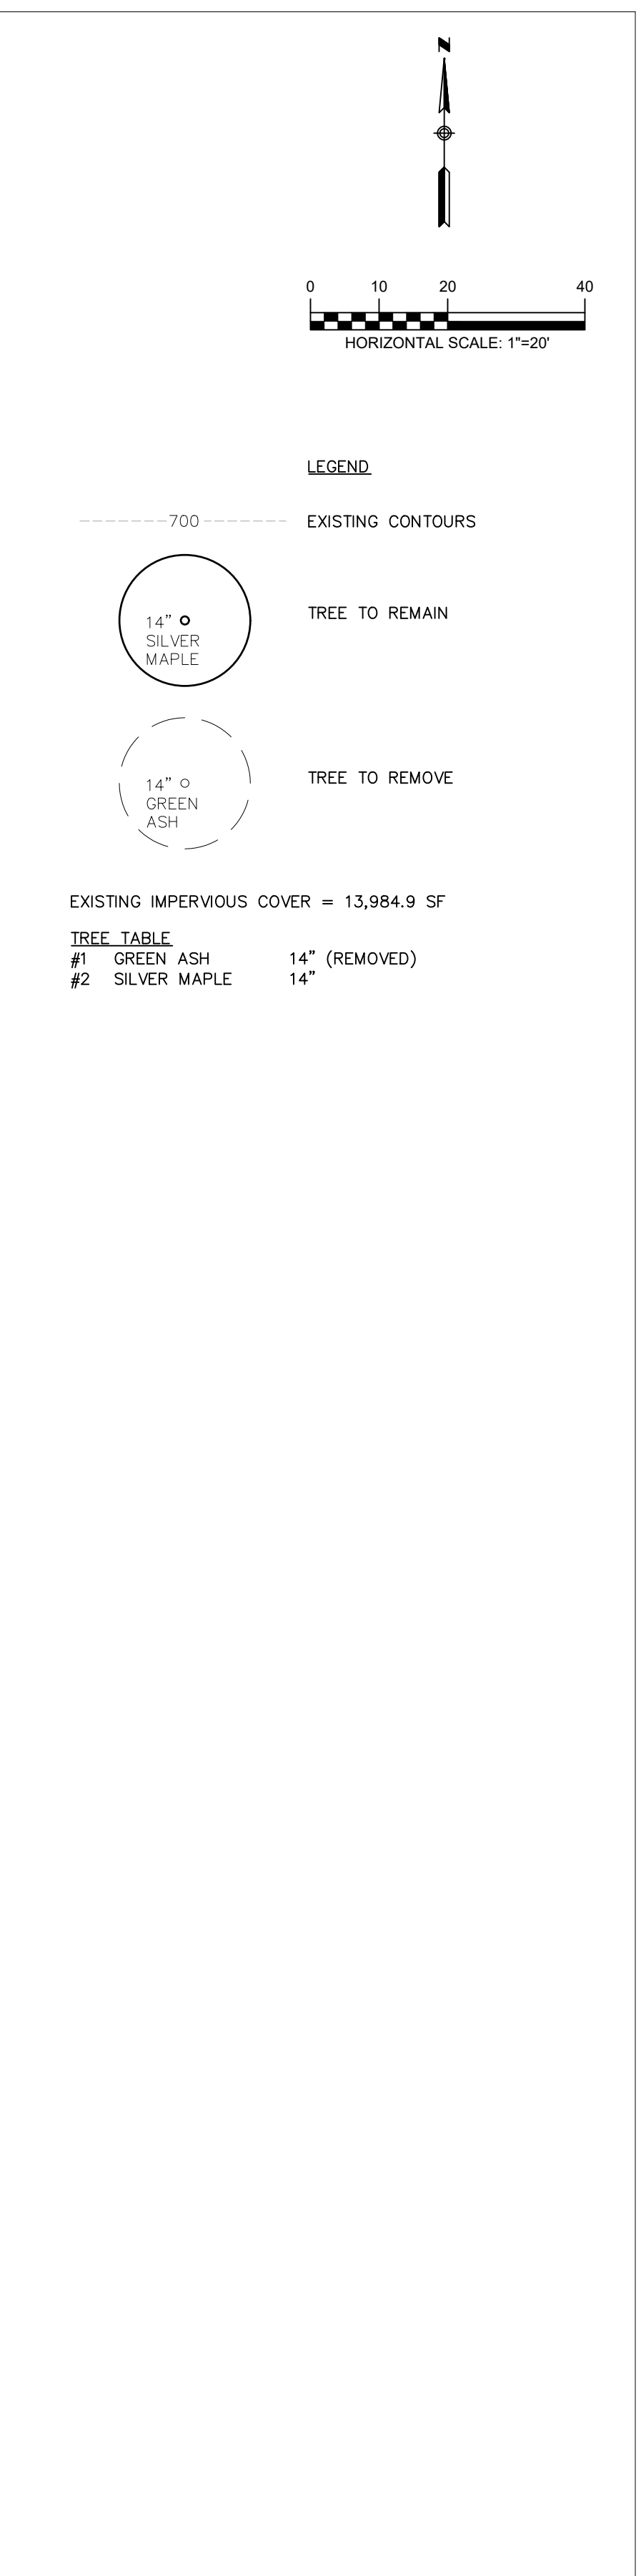 N
0 10 20 40
HORIZONTAL SCALE: 1"=20'
LEGEND
700 EXISTING CONTOURS
14" TREE TO REMAIN
SILVER
MAPLE
14" TREE TO REMOVE
GREEN
ASH
EXISTING IMPERVIOUS COVER = 13,984.9 SF
TREE TABLE
#1 GREEN ASH 14" (REMOVED)
#2 SILVER MAPLE 14"